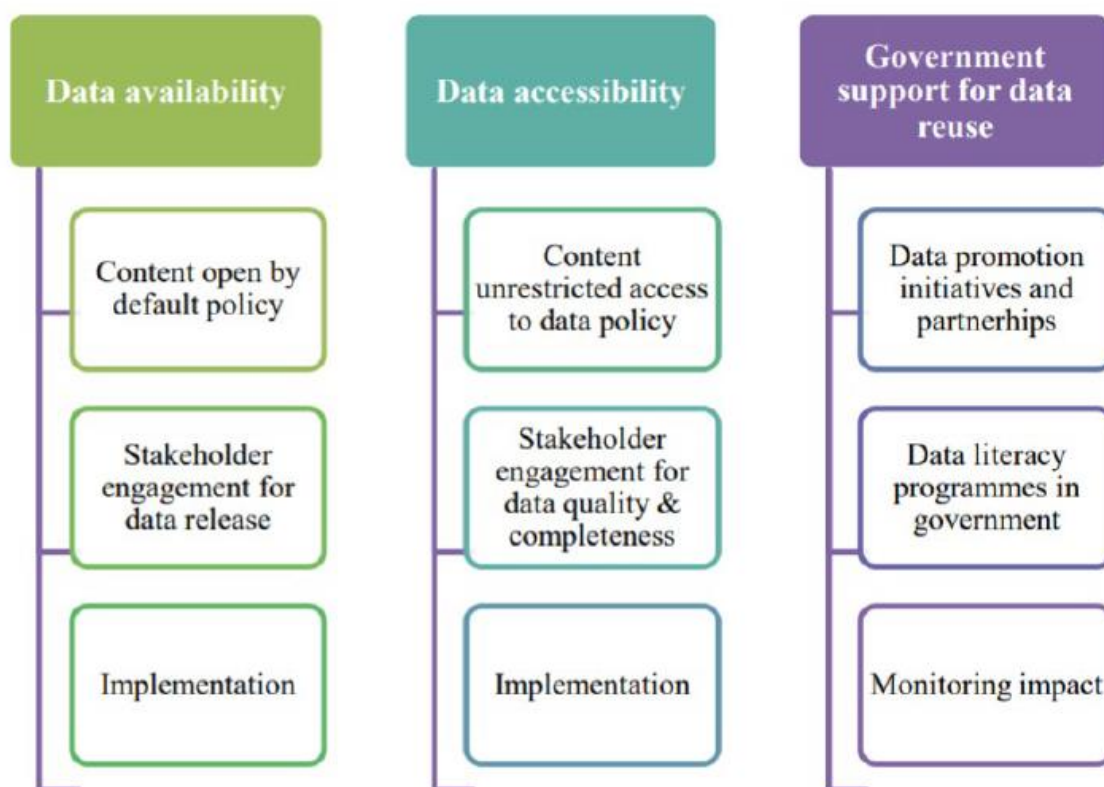 Data availability
Content open by
default policy
Stakeholder
engagement for
data release
Implementation
Data accessibility
Content
unrestricted access
to data policy
Stakeholder
engagement for
data quality &
completeness
Implementation
Government
support for data
reuse
Data promotion
initiatives and
partnerhips
Data literacy
programmes in
government
Monitoring impact